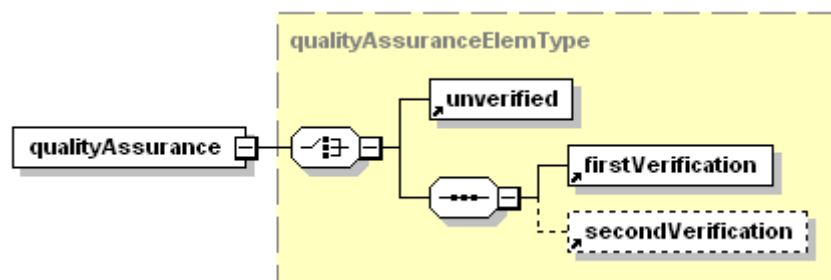 qualityAssuranceElemType
unverified
qualityAssurance
firstVerification
secondVerification